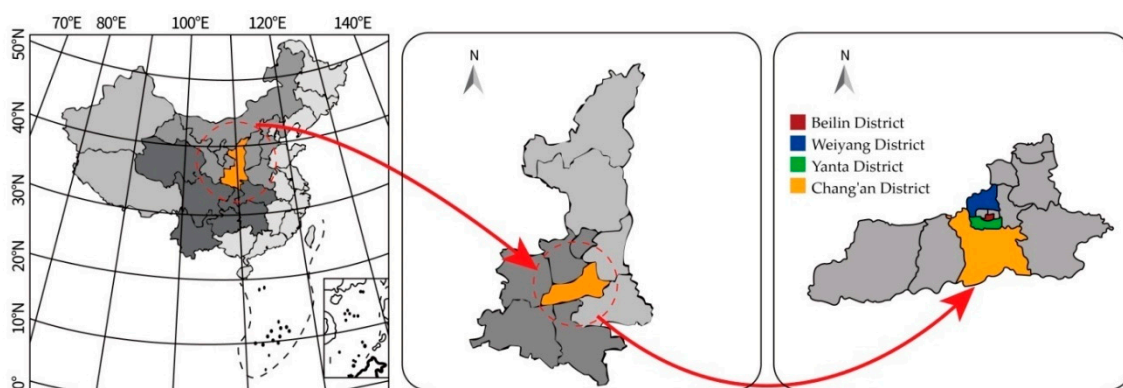 70°E 80°E 100°E 120°E 140°E
50°N
40°N
30°N
20°N
10°N
0°
N
N
Beilin District
Weiyang District
Yanta District
Chang'an District